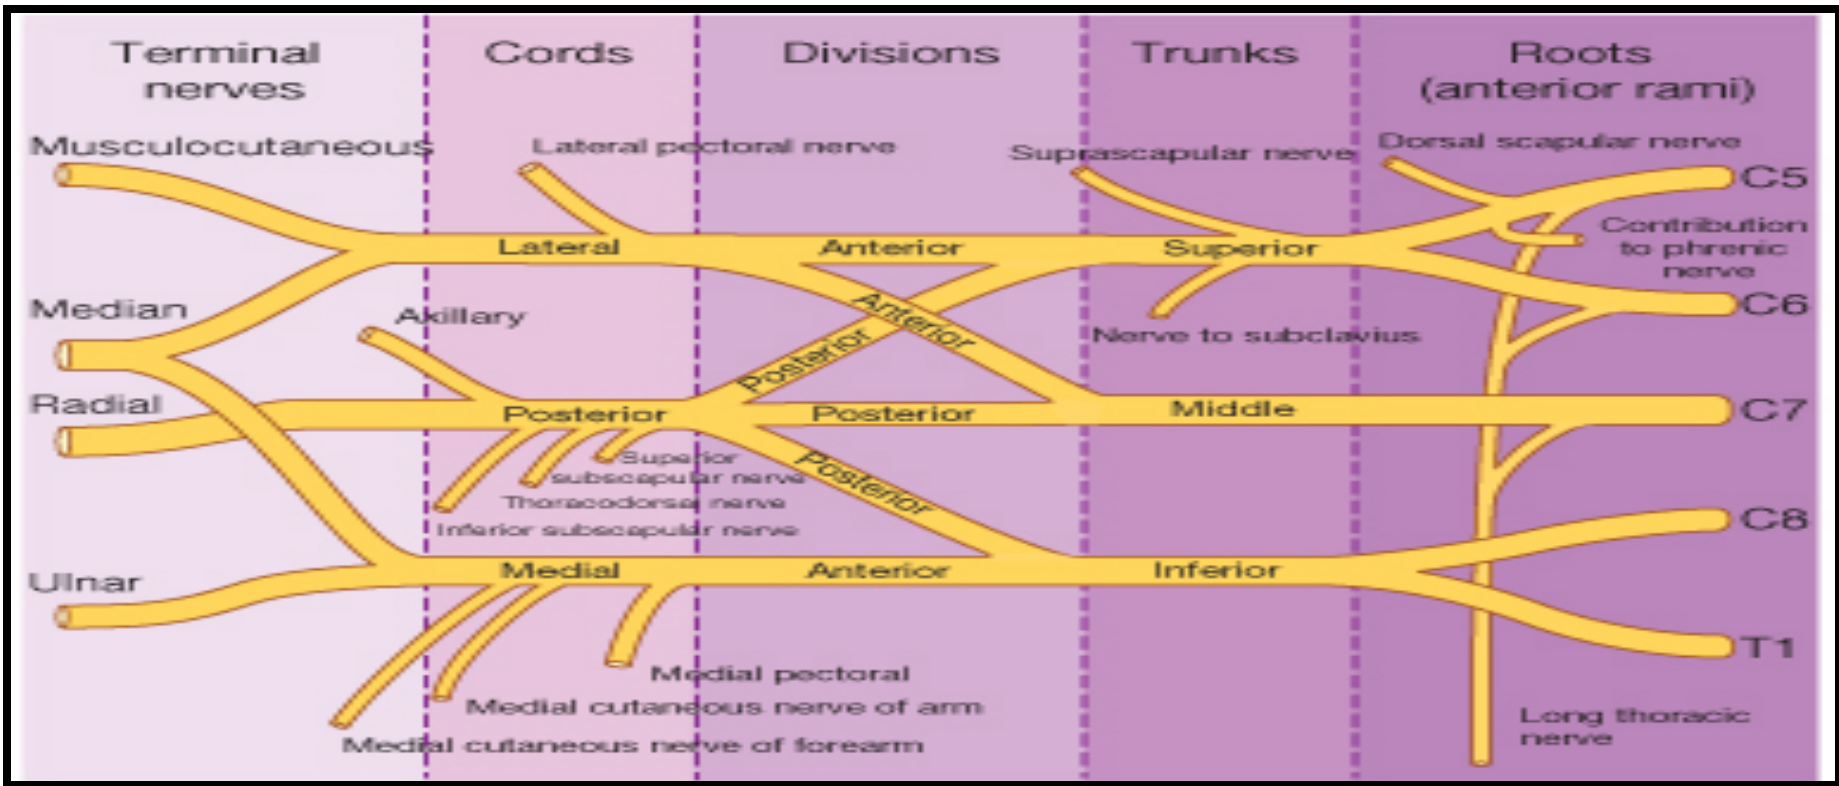 Terminal
nerves
Cords
Divisions
Trunks
Roots
(anterior rami)
Musculocutaneous
Lateral pectoral nerve
Suprascapular nerve
Dorsal scapular nerve
C5
Contribution
to phrenic
nerve
Lateral
Anterior
Superior
Median
Axillary
Anterior
Posterior
Nerve to subclavius
C6
Radial
Posterior
Posterior
Middle
C7
Superior
subscapular nerve
Thoracodorsal nerve
Inferior subscapular nerve
Posterior
C8
Ulnar
Medial
Anterior
Inferior
T1
Medial pectoral
Medial cutaneous nerve of arm
Medial cutaneous nerve of forearm
Long thoracic
nerve